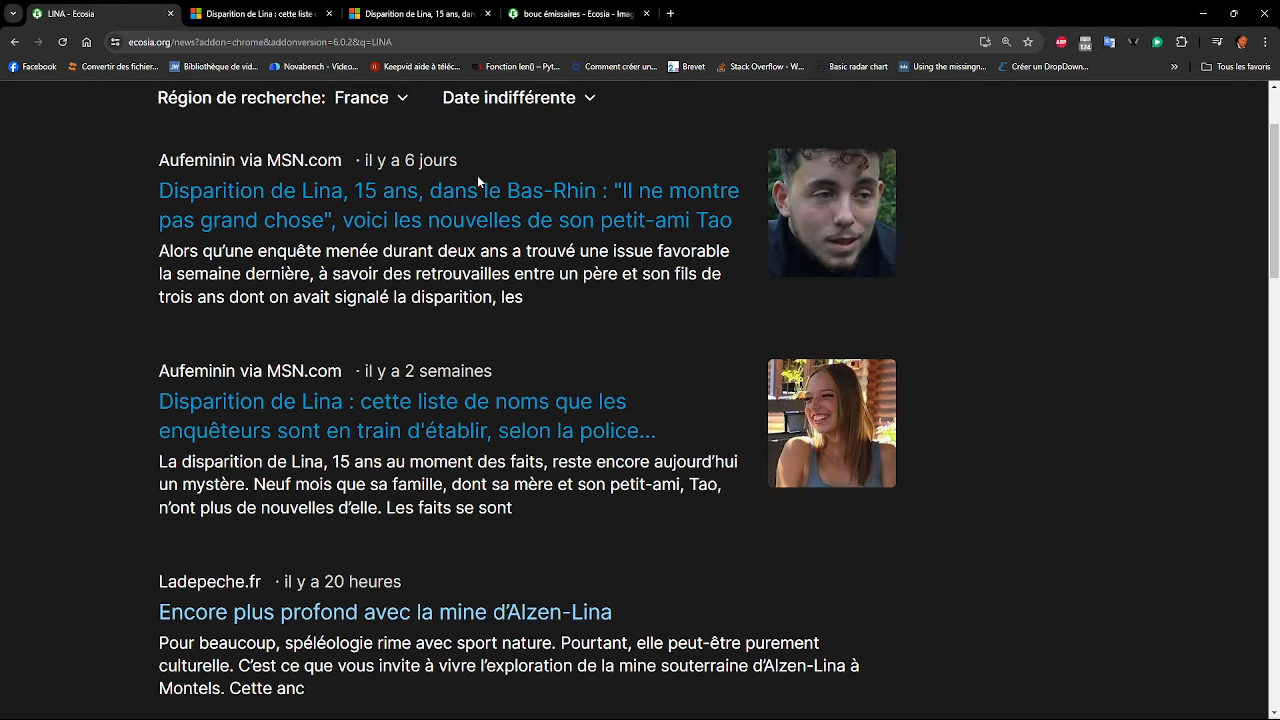 LINA - Ecosia
Disparition de Lina : cette liste d
Disparition de Lina, 15 ans, dan
bouc émissaires - Ecosia - Imag
ecosia.org/news?addon=chrome&addonversion=6.0.2&q=LINA
Facebook
Convertir des fichier...
Bibliothèque de vid...
Novabench - Video...
Keepvid aide à téléc...
Fonction len() – Pyt...
Comment créer un...
Brevet
Stack Overflow - W...
Basic radar chart
Using the missingn...
Créer un DropDown...
Tous les favoris
Région de recherche: France
Date indifférente
Aufeminin via MSN.com · il y a 6 jours
Disparition de Lina, 15 ans, dans le Bas-Rhin : "Il ne montre
pas grand chose", voici les nouvelles de son petit-ami Tao
Alors qu’une enquête menée durant deux ans a trouvé une issue favorable
la semaine dernière, à savoir des retrouvailles entre un père et son fils de
trois ans dont on avait signalé la disparition, les
Aufeminin via MSN.com · il y a 2 semaines
Disparition de Lina : cette liste de noms que les
enquêteurs sont en train d'établir, selon la police...
La disparition de Lina, 15 ans au moment des faits, reste encore aujourd’hui
un mystère. Neuf mois que sa famille, dont sa mère et son petit-ami, Tao,
n’ont plus de nouvelles d’elle. Les faits se sont
Ladepeche.fr · il y a 20 heures
Encore plus profond avec la mine d’Alzen-Lina
Pour beaucoup, spéléologie rime avec sport nature. Pourtant, elle peut-être purement
culturelle. C’est ce que vous invite à vivre l’exploration de la mine souterraine d’Alzen-Lina à
Montels. Cette anc